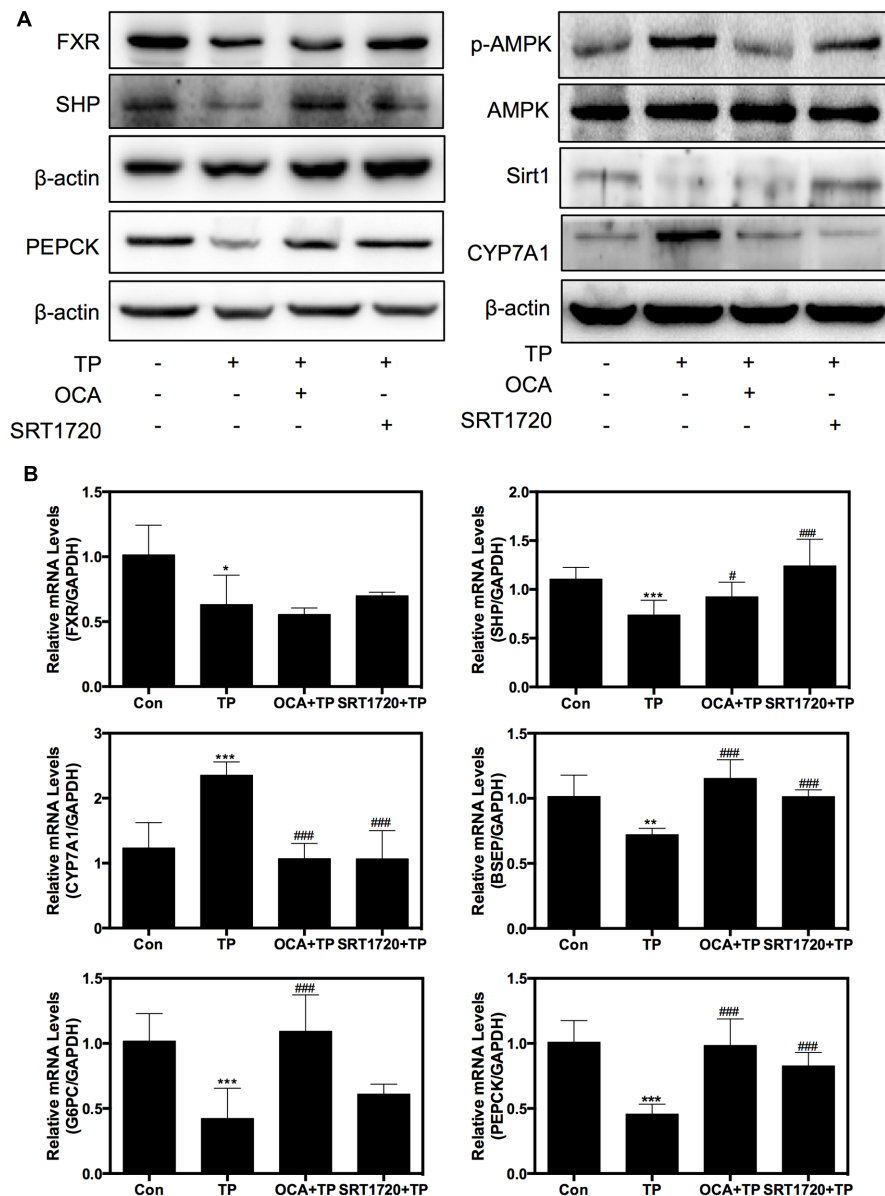 A
FXR
SHP
β-actin
PEPCK
β-actin
TP - + + +
OCA - - + -
SRT1720 - - - +
p-AMPK
AMPK
Sirt1
CYP7A1
β-actin
TP - + + +
OCA - - + -
SRT1720 - - - +
B
Relative mRNA Levels
(FXR/GAPDH)
1.5
1.0
0.5
0.0
*
Con TP OCA+TP SRT1720+TP
Relative mRNA Levels
(SHP/GAPDH)
2.0
1.5
1.0
0.5
0.0
*** # ###
Con TP OCA+TP SRT1720+TP
Relative mRNA Levels
(CYP7A1/GAPDH)
3
2
1
0
*** ### ###
Con TP OCA+TP SRT1720+TP
Relative mRNA Levels
(BSEP/GAPDH)
1.5
1.0
0.5
0.0
** ### ###
Con TP OCA+TP SRT1720+TP
Relative mRNA Levels
(G6PC/GAPDH)
1.5
1.0
0.5
0.0
*** ###
Con TP OCA+TP SRT1720+TP
Relative mRNA Levels
(PEPCK/GAPDH)
1.5
1.0
0.5
0.0
*** ### ###
Con TP OCA+TP SRT1720+TP